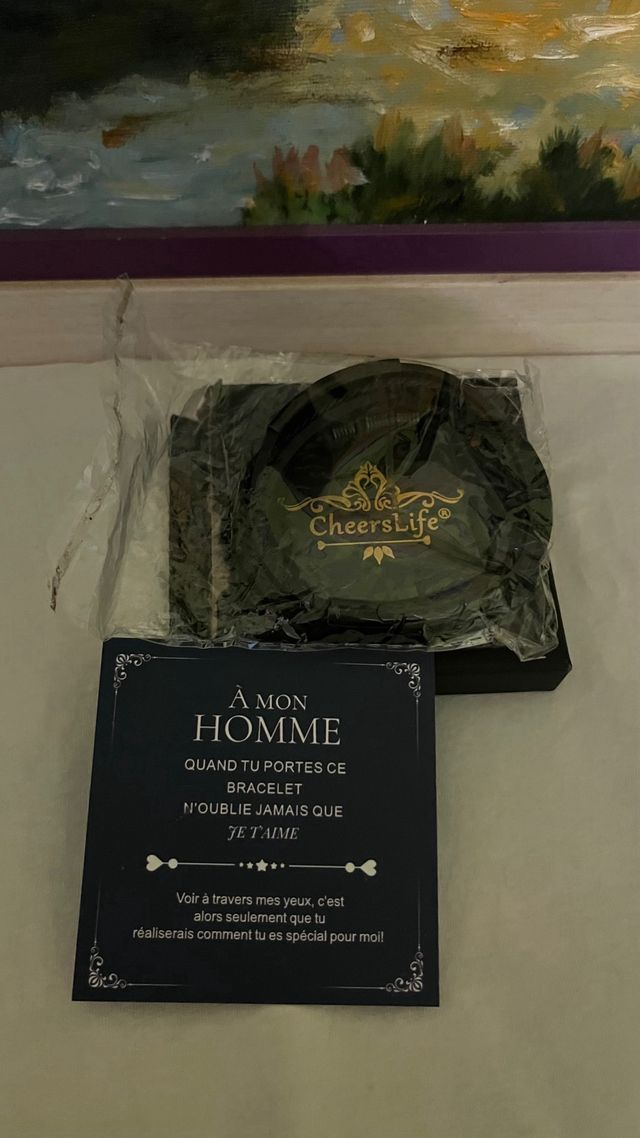 CheersLife®
À MON
HOMME
QUAND TU PORTES CE
BRACELET
N'OUBLIE JAMAIS QUE
JE T'AIME
Voir à travers mes yeux, c'est
alors seulement que tu
réaliserais comment tu es spécial pour moi!